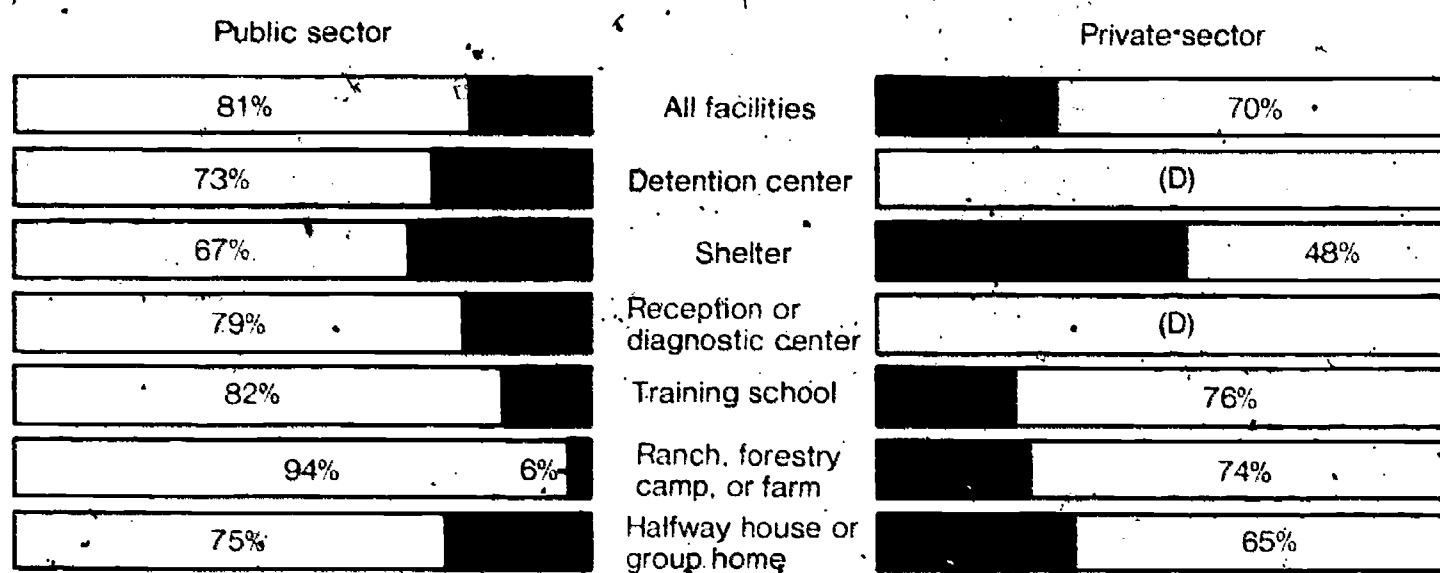 Public sector
Private sector
81%
All facilities
70%
73%
Detention center
(D)
67%
Shelter
48%
79%
Reception or
diagnostic center
(D)
82%
Training school
76%
94%
6%
Ranch, forestry
camp, or farm
74%
75%
Halfway house or
group home
65%